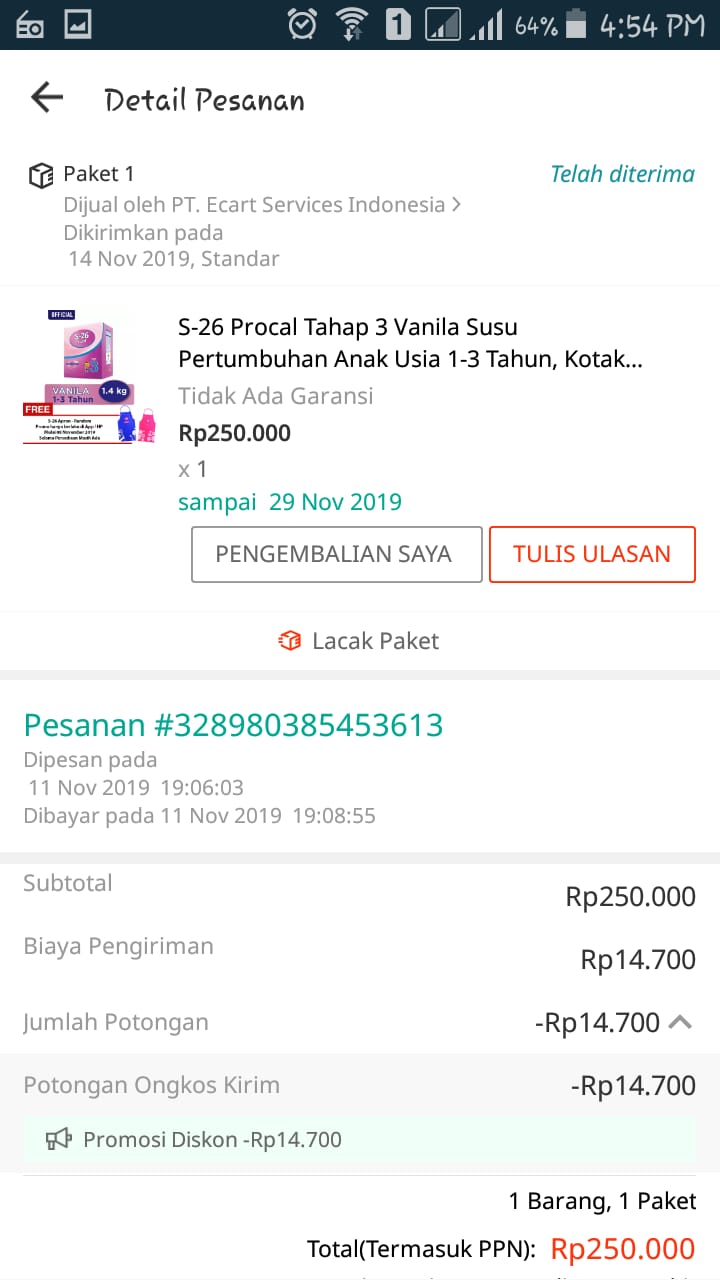 1
64%
4:54 PM
Detail Pesanan
Paket 1
Telah diterima
Dijual oleh PT. Ecart Services Indonesia >
Dikirimkan pada
14 Nov 2019, Standar
OFFICIAL
S-26
VANILA
1-3 Tahun
1.4 kg
FREE
S-26 Apron - Random
S-26 Procal Tahap 3 Vanila Susu
Pertumbuhan Anak Usia 1-3 Tahun, Kotak...
Tidak Ada Garansi
Rp250.000
x 1
sampai 29 Nov 2019
PENGEMBALIAN SAYA
TULIS ULASAN
Lacak Paket
Pesanan #328980385453613
Dipesan pada
11 Nov 2019 19:06:03
Dibayar pada 11 Nov 2019 19:08:55
Subtotal
Rp250.000
Biaya Pengiriman
Rp14.700
Jumlah Potongan
-Rp14.700
Potongan Ongkos Kirim
-Rp14.700
Promosi Diskon -Rp14.700
1 Barang, 1 Paket
Total(Termasuk PPN): Rp250.000